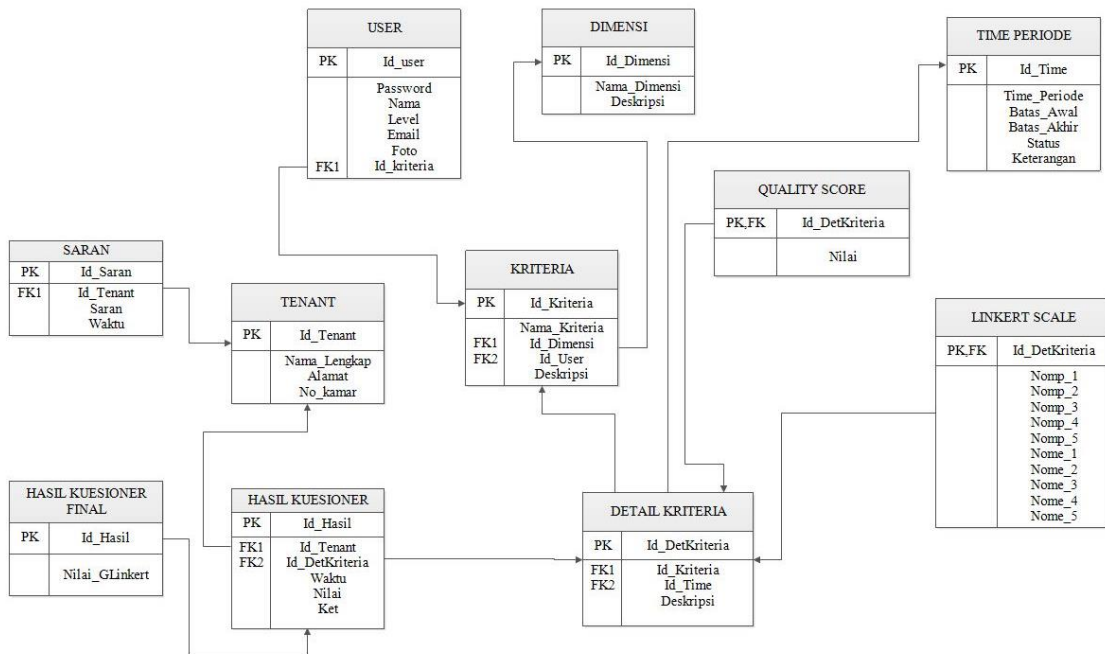 USER
PK Id_user
Password
Nama
Level
Email
Foto
FK1 Id_kriteria
DIMENSI
PK Id_Dimensi
Nama_Dimensi
Deskripsi
TIME PERIODE
PK Id_Time
Time_Periode
Batas_Awal
Batas_Akhir
Status
Keterangan
QUALITY SCORE
PK,FK Id_DetKriteria
Nilai
SARAN
PK Id_Saran
FK1 Id_Tenant
Saran
Waktu
TENANT
PK Id_Tenant
Nama_Lengkap
Alamat
No_kamar
KRITERIA
PK Id_Kriteria
Nama_Kriteria
FK1 Id_Dimensi
FK2 Id_User
Deskripsi
LINKERT SCALE
PK,FK Id_DetKriteria
Nomp_1
Nomp_2
Nomp_3
Nomp_4
Nomp_5
Nome_1
Nome_2
Nome_3
Nome_4
Nome_5
HASIL KUESIONER
FINAL
PK Id_Hasil
Nilai_GLinkert
HASIL KUESIONER
PK Id_Hasil
FK1 Id_Tenant
FK2 Id_DetKriteria
Waktu
Nilai
Ket
DETAIL KRITERIA
PK Id_DetKriteria
FK1 Id_Kriteria
FK2 Id_Time
Deskripsi